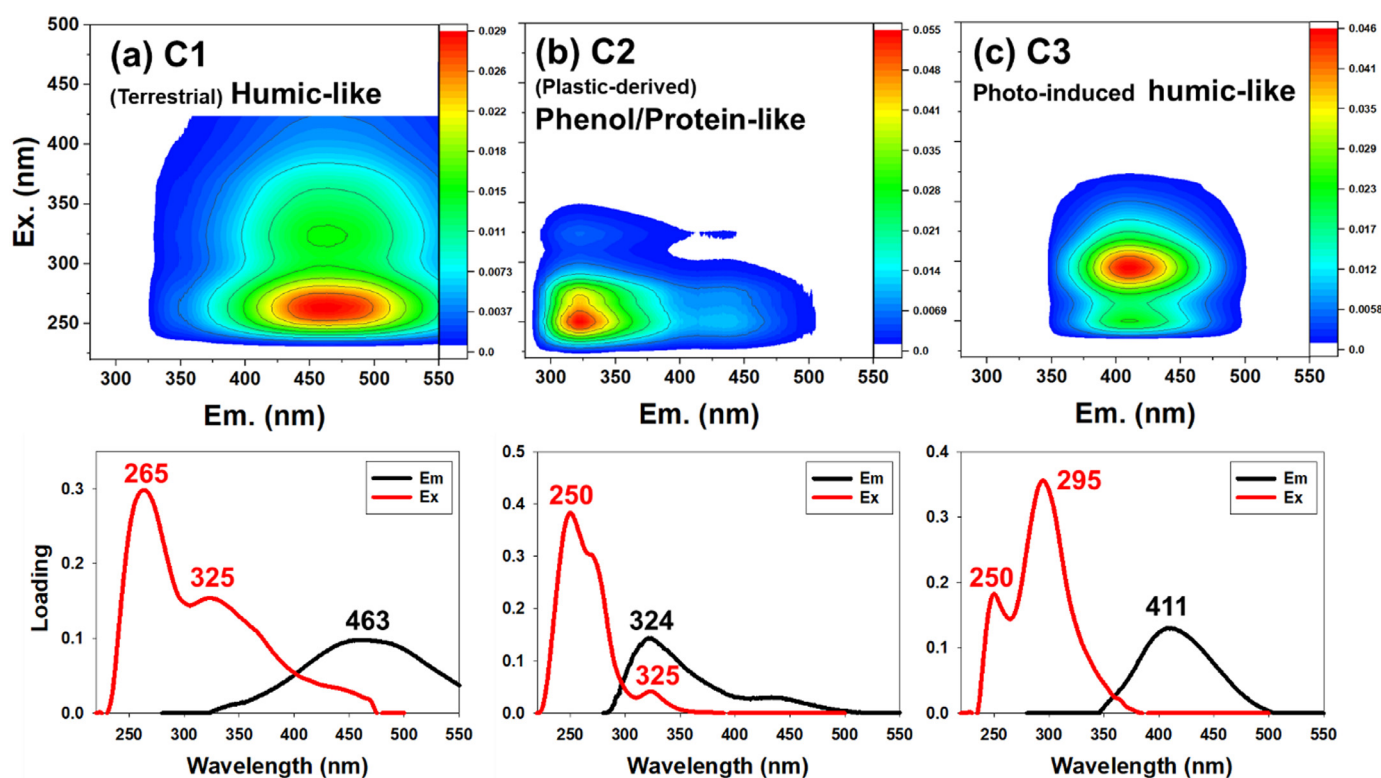 (a) C1
(Terrestrial) Humic-like
500
450
400
350
300
250
Ex. (nm)
300 350 400 450 500 550
Em. (nm)
0.029
0.026
0.022
0.018
0.015
0.011
0.0073
0.0037
0.0
(b) C2
(Plastic-derived)
Phenol/Protein-like
300 350 400 450 500 550
Em. (nm)
0.055
0.048
0.041
0.034
0.028
0.021
0.014
0.0069
0.0
(c) C3
Photo-induced humic-like
300 350 400 450 500 550
Em. (nm)
0.046
0.041
0.035
0.029
0.023
0.017
0.012
0.0058
0.0
Loading
0.3
0.2
0.1
0.0
265
325
463
Em
Ex
250 300 350 400 450 500 550
Wavelength (nm)
0.5
0.4
0.3
0.2
0.1
0.0
250
324
325
Em
Ex
250 300 350 400 450 500 550
Wavelength (nm)
0.4
0.3
0.2
0.1
0.0
250
295
411
Em
Ex
250 300 350 400 450 500 550
Wavelength (nm)